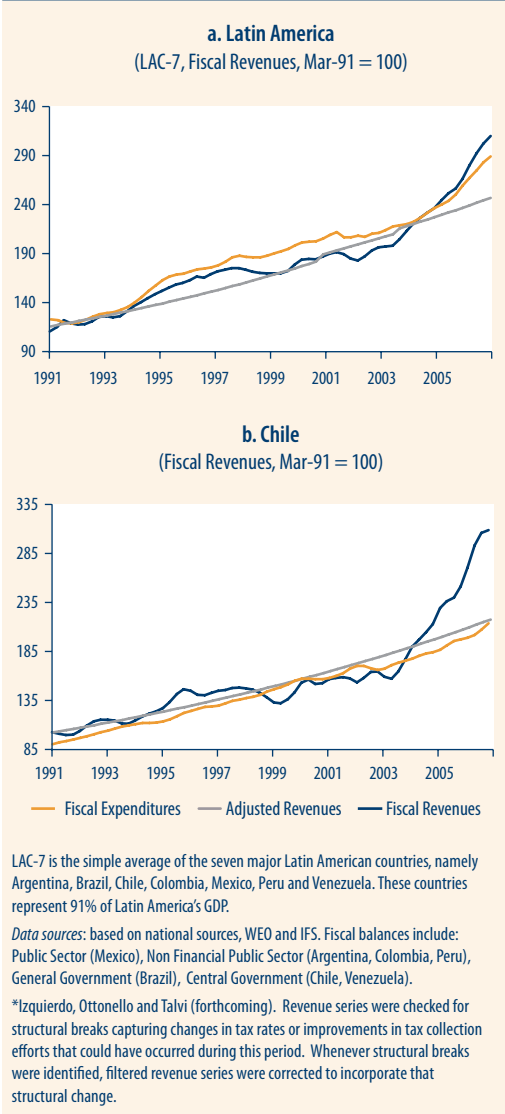 a. Latin America
(LAC-7, Fiscal Revenues, Mar-91 = 100)
340
290
240
190
140
90
1991 1993 1995 1997 1999 2001 2003 2005
b. Chile
(Fiscal Revenues, Mar-91 = 100)
335
285
235
185
135
85
1991 1993 1995 1997 1999 2001 2003 2005
Fiscal Expenditures Adjusted Revenues Fiscal Revenues
LAC-7 is the simple average of the seven major Latin American countries, namely
Argentina, Brazil, Chile, Colombia, Mexico, Peru and Venezuela. These countries
represent 91% of Latin America's GDP.
Data sources: based on national sources, WEO and IFS. Fiscal balances include:
Public Sector (Mexico), Non Financial Public Sector (Argentina, Colombia, Peru),
General Government (Brazil), Central Government (Chile, Venezuela).
*Izquierdo, Ottonello and Talvi (forthcoming). Revenue series were checked for
structural breaks capturing changes in tax rates or improvements in tax collection
efforts that could have occurred during this period. Whenever structural breaks
were identified, filtered revenue series were corrected to incorporate that
structural change.